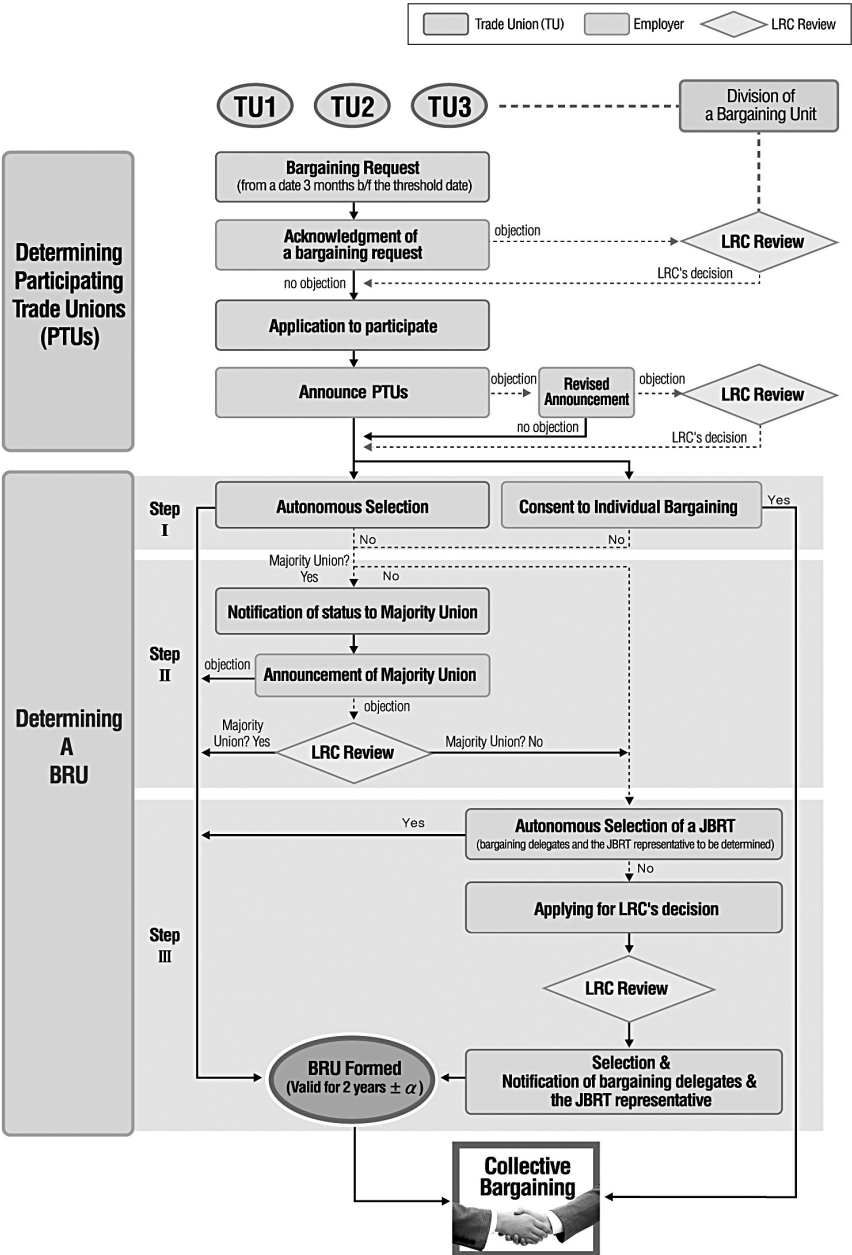 Trade Union (TU)
Employer
LRC Review
TU1
TU2
TU3
Division of
a Bargaining Unit
Determining
Participating
Trade Unions
(PTUs)
Bargaining Request
(from a date 3 months b/f the threshold date)
Acknowledgment of
a bargaining request
objection
LRC Review
no objection
LRC's decision
Application to participate
Announce PTUs
objection
Revised
Announcement
objection
LRC Review
no objection
LRC's decision
Determining
A
BRU
Step
I
Autonomous Selection
Consent to Individual Bargaining
Yes
No
No
Majority Union?
Yes
No
Step
II
Notification of status to Majority Union
objection
Announcement of Majority Union
objection
Majority
Union? Yes
LRC Review
Majority Union? No
Step
III
Yes
Autonomous Selection of a JBRT
(bargaining delegates and the JBRT representative to be determined)
No
Applying for LRC's decision
LRC Review
Selection &
Notification of bargaining delegates &
the JBRT representative
BRU Formed
(Valid for 2 years ± α)
Collective
Bargaining